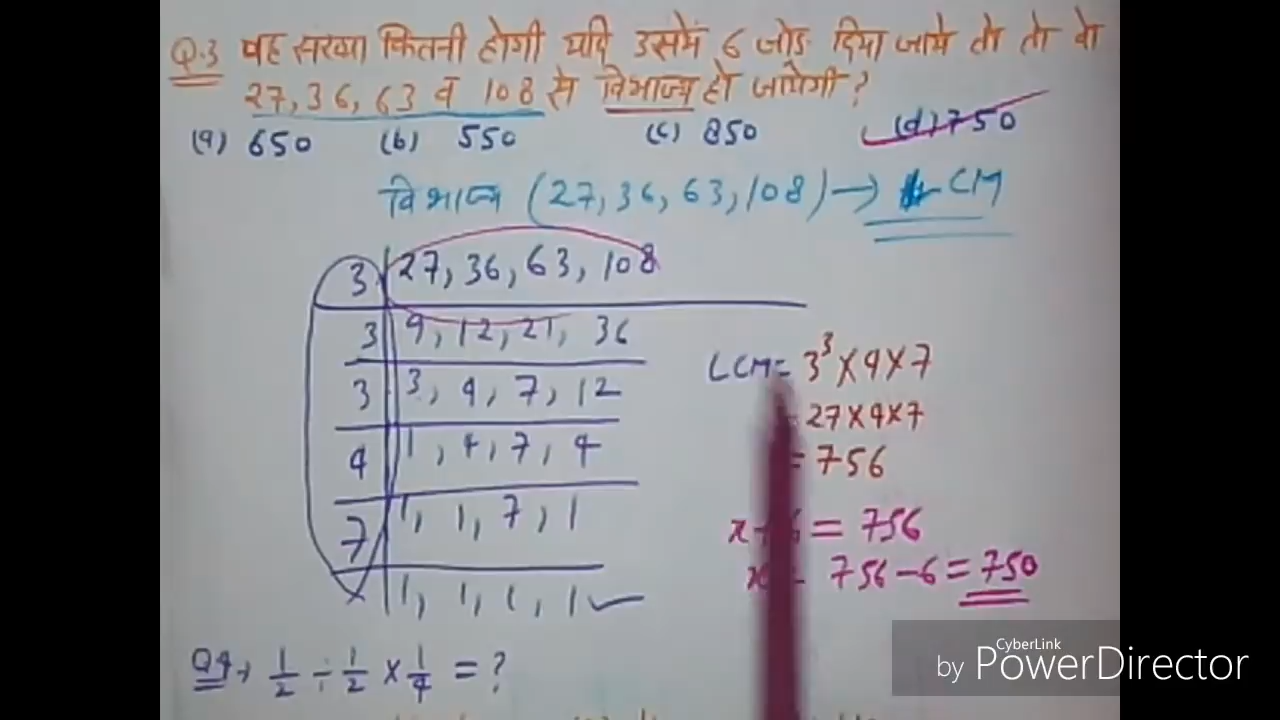 Q.3 वह सख्या कितनी होगी यदि उसमें 6 जोड़ दिया जाये तो तो वो
27, 36, 63 व 108 से विभाज्य हो जायेगी ?
(a) 650 (b) 550 (c) 850 (d) 750
विभाज्य (27, 36, 63, 108) → LCM
3 27, 36, 63, 108
3 9, 12, 21, 36
3 3, 4, 7, 12
4 1, 4, 7, 4
7 1, 1, 7, 1
× 1, 1, 1, 1 ✓
LCM = 3³ × 4 × 7
27 × 4 × 7
= 756
x + 6 = 756
x 756 - 6 = 750
Q4, 1/2 ÷ 1/2 × 1/4 = ?
CyberLink
by PowerDirector